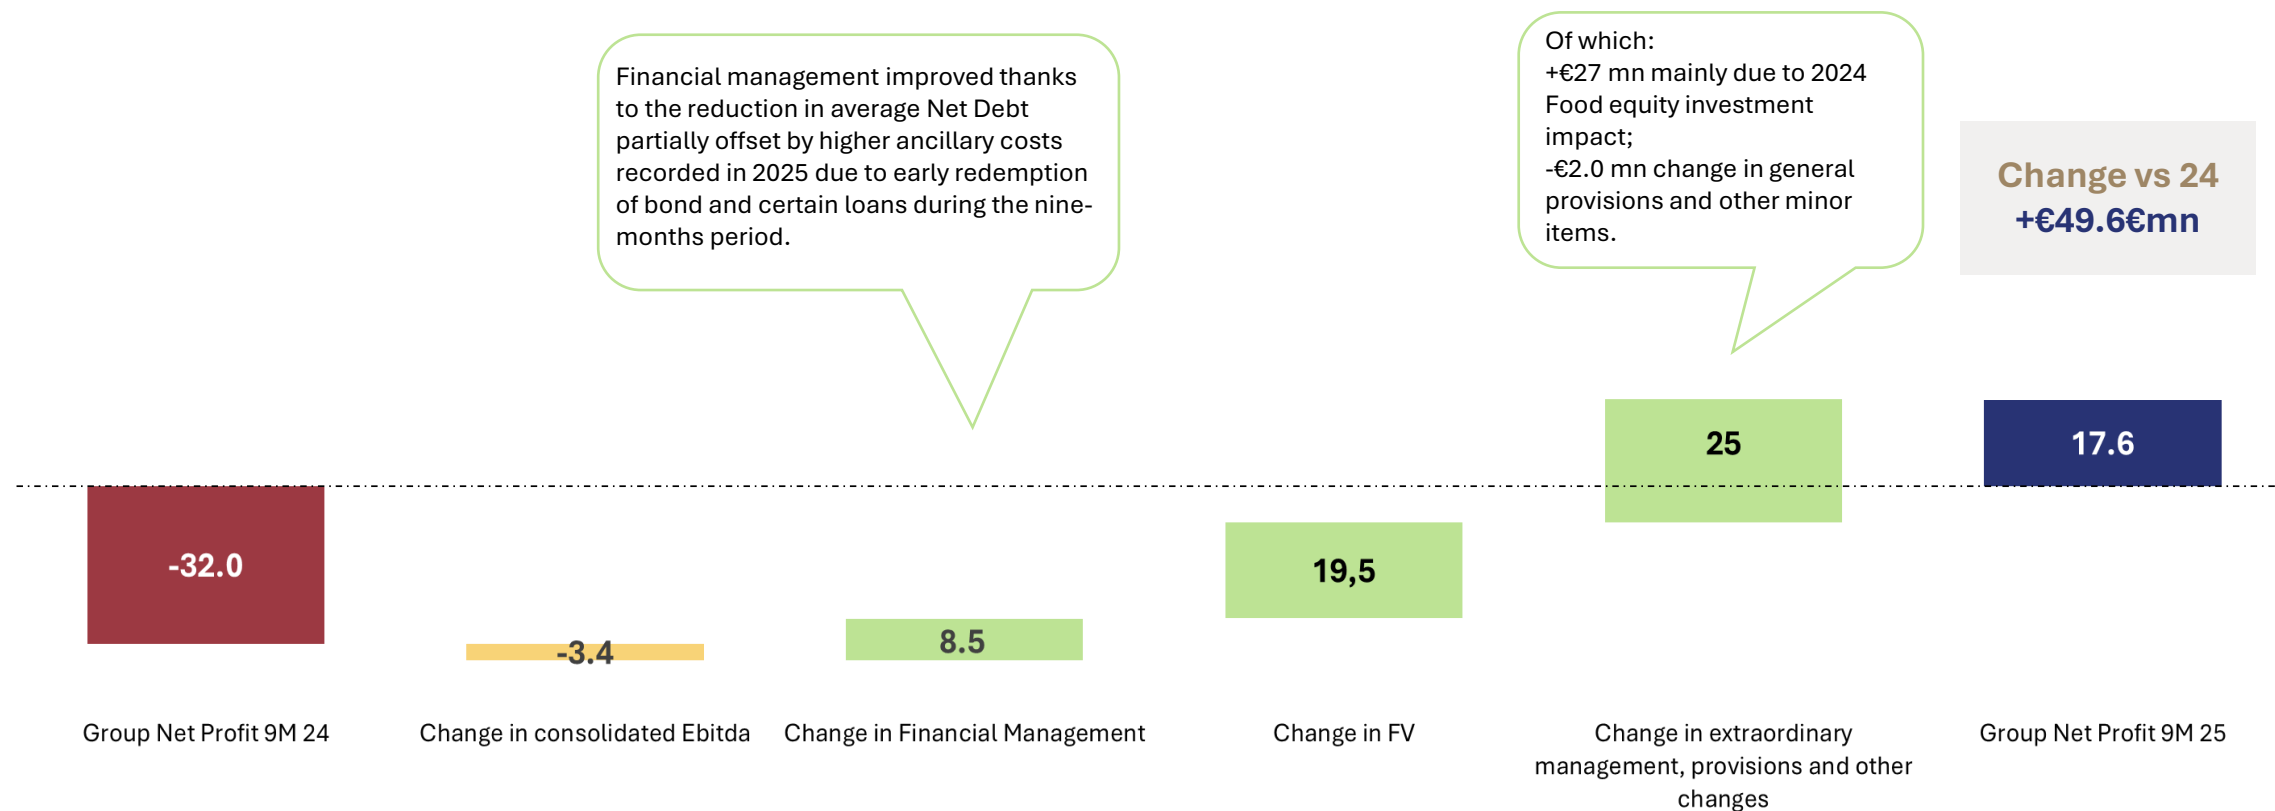 Financial management improved thanks
to the reduction in average Net Debt
partially offset by higher ancillary costs
recorded in 2025 due to early redemption
of bond and certain loans during the nine-
months period.
Of which:
+€27 mn mainly due to 2024
Food equity investment
impact;
-€2.0 mn change in general
provisions and other minor
items.
Change vs 24
+€49.6€mn
-32.0
-3.4
8.5
19,5
25
17.6
Group Net Profit 9M 24
Change in consolidated Ebitda
Change in Financial Management
Change in FV
Change in extraordinary
management, provisions and other
changes
Group Net Profit 9M 25